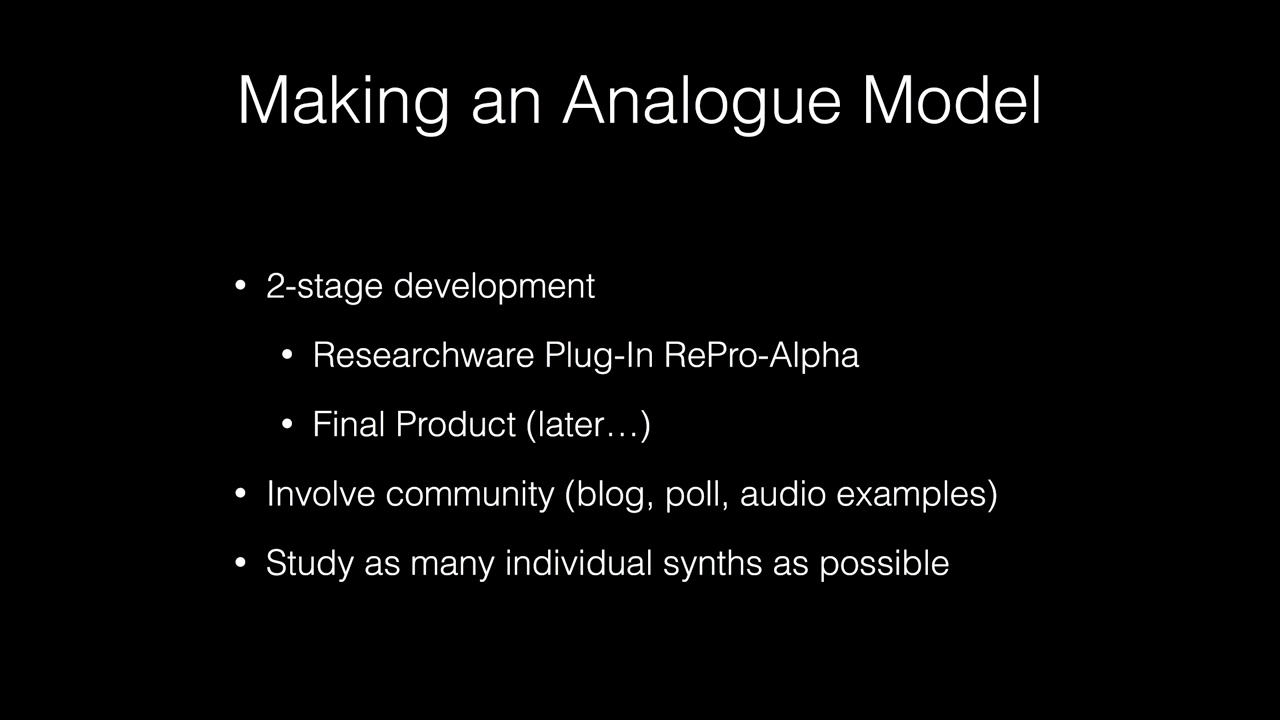 Making an Analogue Model
• 2-stage development
• Researchware Plug-In RePro-Alpha
• Final Product (later…)
• Involve community (blog, poll, audio examples)
• Study as many individual synths as possible